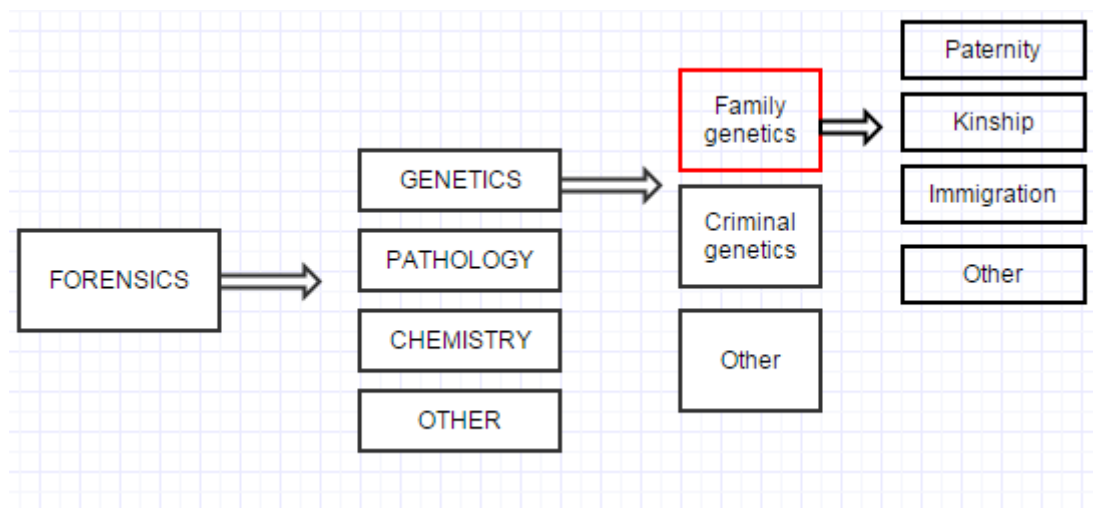 FORENSICS
GENETICS
PATHOLOGY
CHEMISTRY
OTHER
Family
genetics
Criminal
genetics
Other
Paternity
Kinship
Immigration
Other